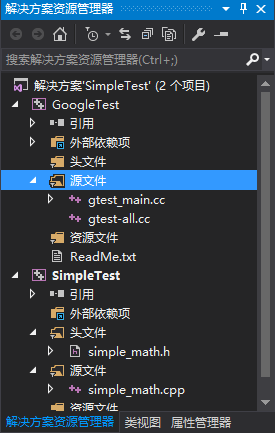 解决方案资源管理器
搜索解决方案资源管理器(Ctrl+;)
解决方案'SimpleTest' (2 个项目)
GoogleTest
引用
外部依赖项
头文件
源文件
gtest_main.cc
gtest-all.cc
资源文件
ReadMe.txt
SimpleTest
引用
外部依赖项
头文件
simple_math.h
源文件
simple_math.cpp
资源文件
解决方案资源管理器 类视图 属性管理器